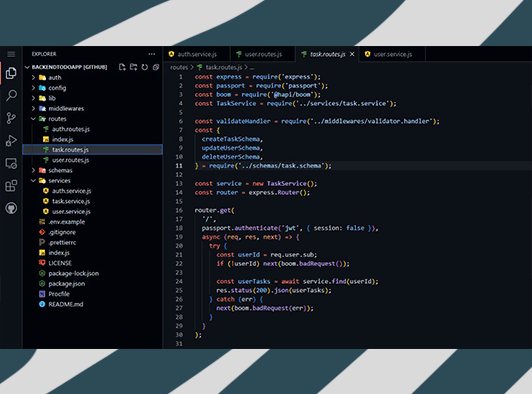 EXPLORER
auth.service.js
user.routes.js
task.routes.js
user.service.js
BACKENDTODOAPP [GITHUB]
routes > task.routes.js > ...
auth
config
lib
middlewares
routes
auth.routes.js
index.js
task.routes.js
user.routes.js
schemas
services
auth.service.js
task.service.js
user.service.js
.env.example
.gitignore
.prettierrc
index.js
LICENSE
package-lock.json
package.json
Procfile
README.md
1 const express = require('express');
2 const passport = require('passport');
3 const boom = require('@hapi/boom');
4 const TaskService = require('../services/task.service');
5
6 const validateHandler = require('../middlewares/validator.handler');
7 const {
8 createTaskSchema,
9 updateUserSchema,
10 deleteUserSchema,
11 } = require('../schemas/task.schema');
12
13 const service = new TaskService();
14 const router = express.Router();
15
16 router.get(
17 '/',
18 passport.authenticate('jwt', { session: false }),
19 async (req, res, next) => {
20 try {
21 const userId = req.user.sub;
22 if (!userId) next(boom.badRequest());
23
24 const userTasks = await service.find(userId);
25 res.status(200).json(userTasks);
26 } catch (err) {
27 next(boom.badRequest(err));
28 }
29 }
30 );
31